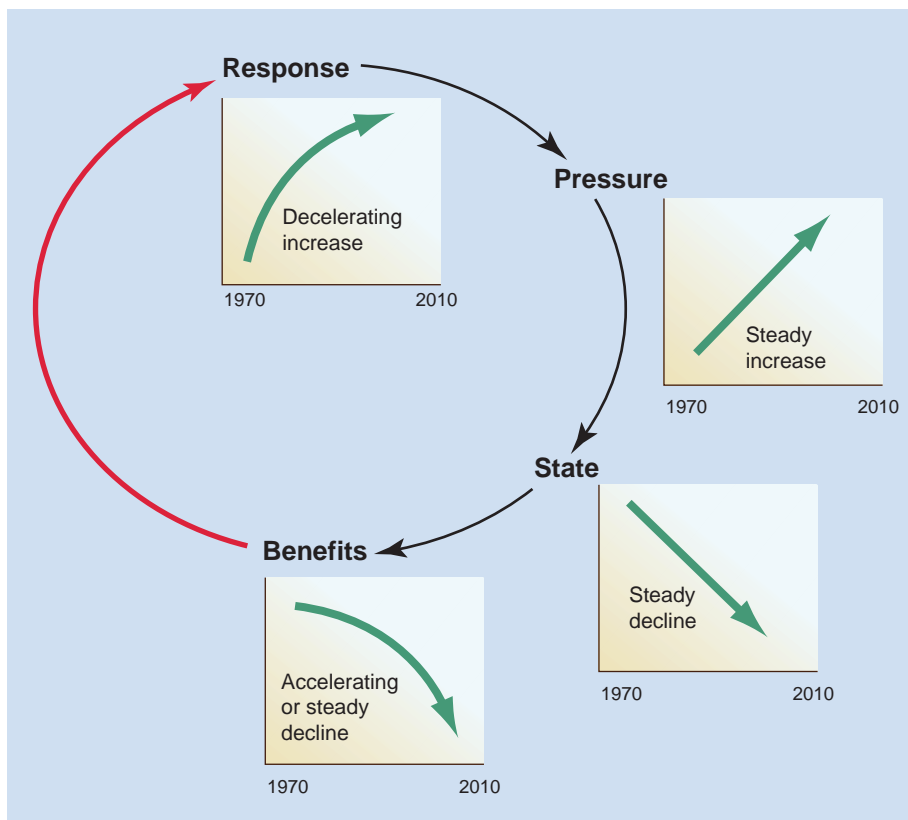 Response
Decelerating
increase
1970 2010
Pressure
Steady
increase
1970 2010
State
Steady
decline
1970 2010
Benefits
Accelerating
or steady
decline
1970 2010